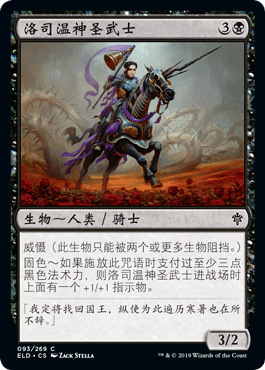 洛司温神圣武士 3
生物～人类／骑士
威慑（此生物只能被两个或更多生物阻挡。）
固色～如果施放此咒语时支付过至少三点
黑色法术力，则洛司温神圣武士进战场时
上面有一个+1/+1指示物。
「我定将找回国王，纵使为此遍历寒暑也在所
不辞。」
3/2
093/269 C
ELD • CS ZACK STELLA
™ & © 2019 Wizards of the Coast